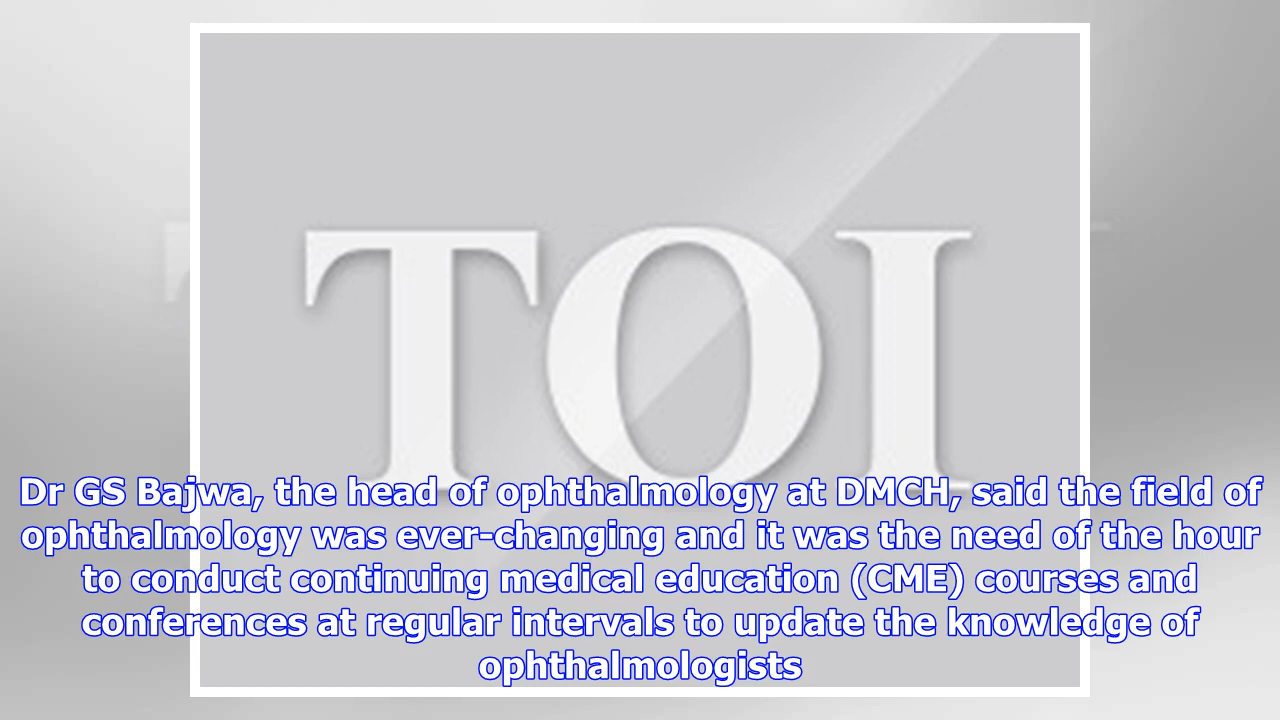 TOI
Dr GS Bajwa, the head of ophthalmology at DMCH, said the field of
ophthalmology was ever-changing and it was the need of the hour
to conduct continuing medical education (CME) courses and
conferences at regular intervals to update the knowledge of
ophthalmologists